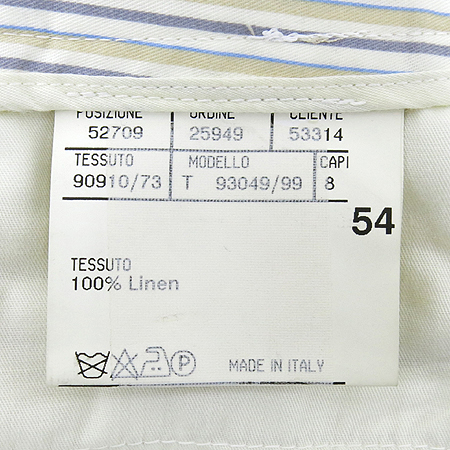 POSIZIONE ORDINE CLIENTE
52709 25949 53314
TESSUTO MODELLO CAPI
90910/73 T 93049/99 8
54
TESSUTO
100% Linen
P MADE IN ITALY